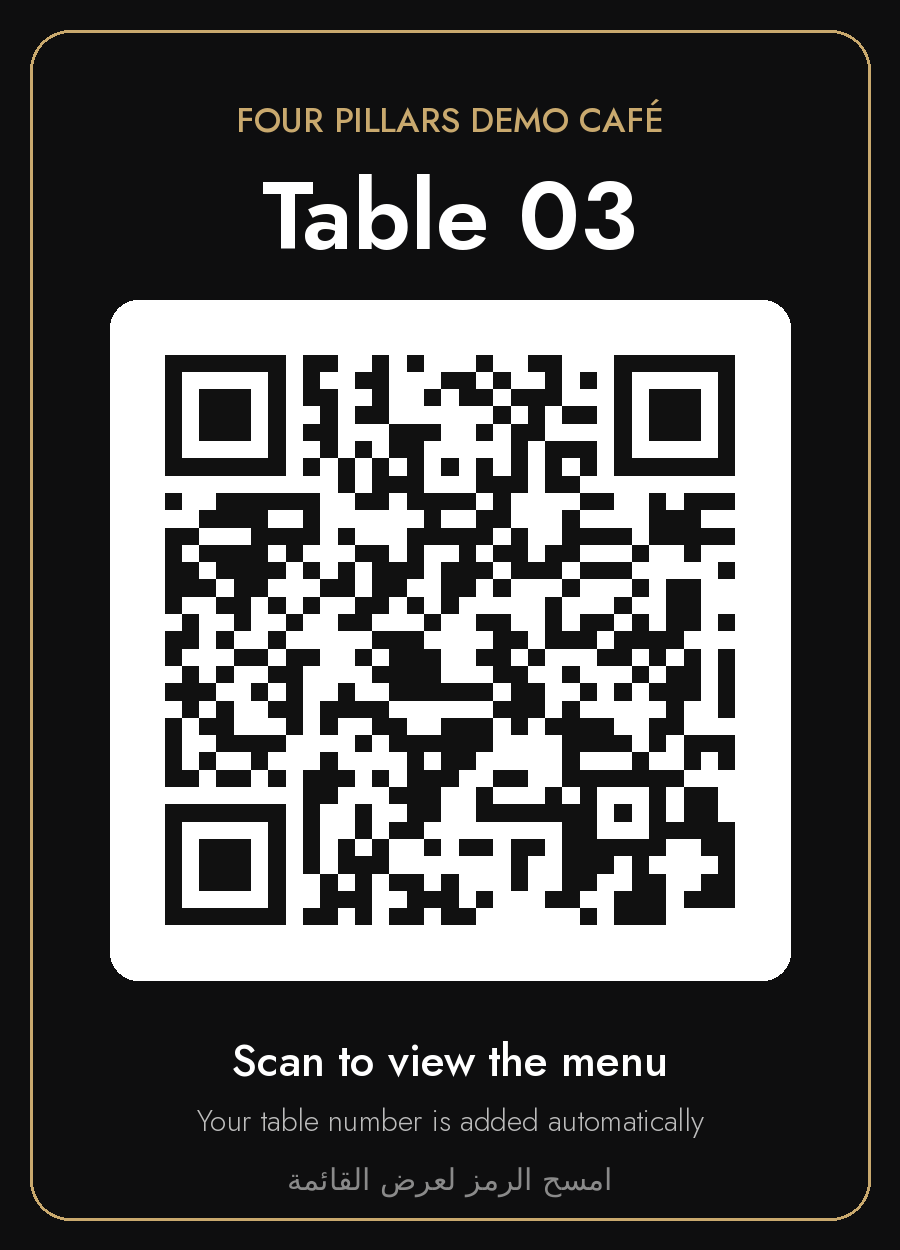 FOUR PILLARS DEMO CAFÉ
Table 03
Scan to view the menu
Your table number is added automatically
امسح الرمز لعرض القائمة